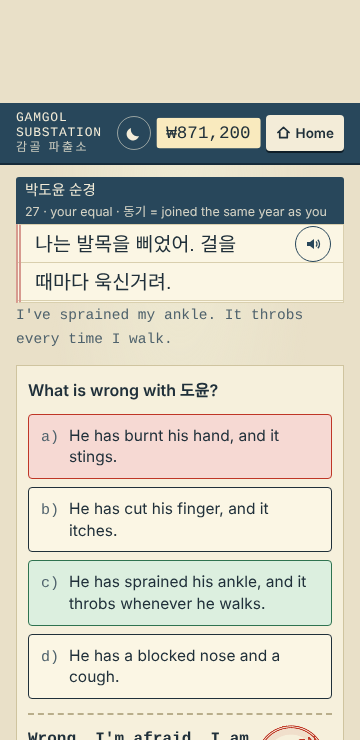 GAMGOL
SUBSTATION
감골 파출소
₩871,200
Home
박도윤 순경
27 · your equal · 동기 = joined the same year as you
나는 발목을 삐었어. 걸을
때마다 욱신거려.
I've sprained my ankle. It throbs
every time I walk.
What is wrong with 도윤?
a) He has burnt his hand, and it
stings.
b) He has cut his finger, and it
itches.
c) He has sprained his ankle, and it
throbs whenever he walks.
d) He has a blocked nose and a
cough.
Wrong, I'm afraid. I am